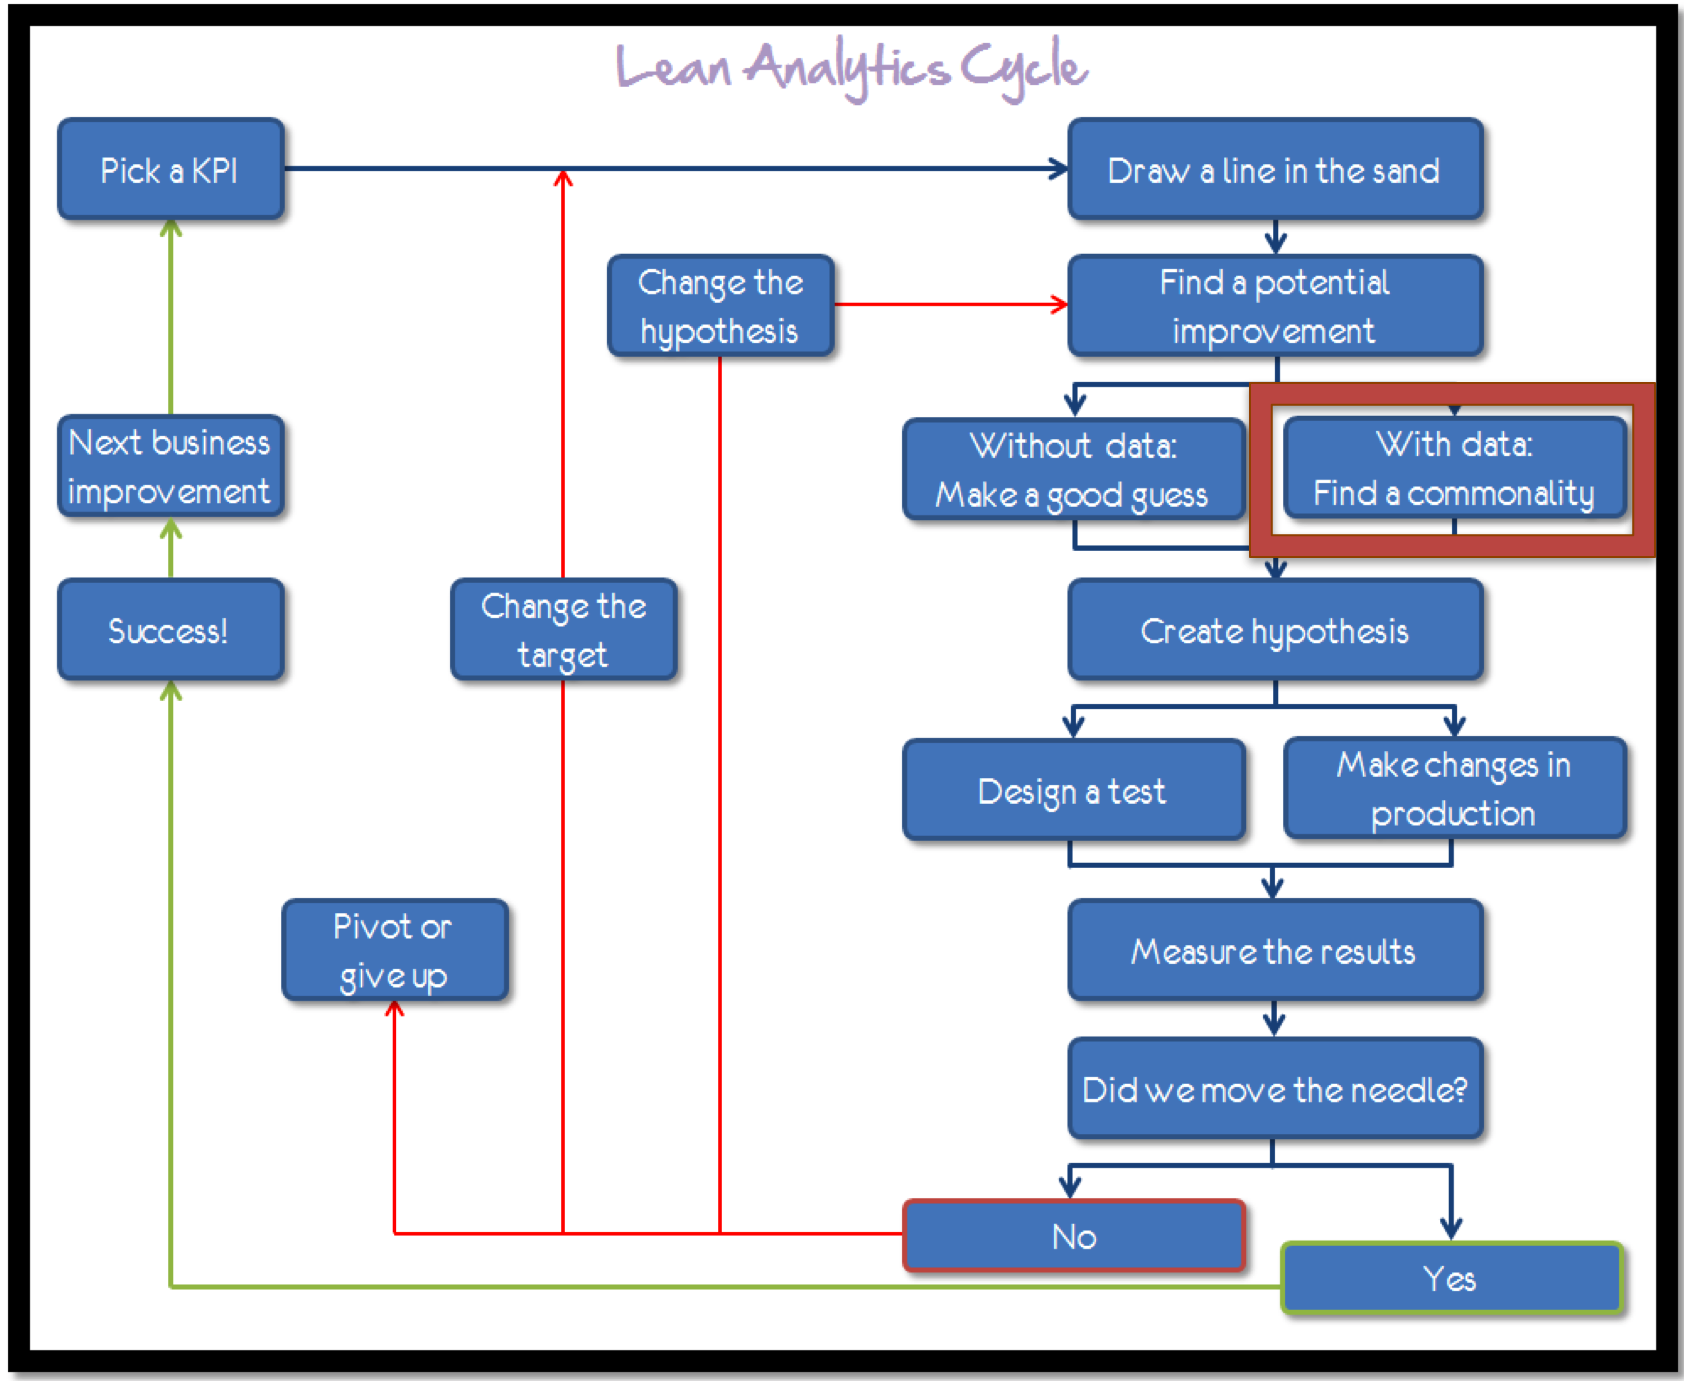 Lean Analytics Cycle
Pick a KPI
Draw a line in the sand
Change the
hypothesis
Find a potential
improvement
Next business
improvement
Without data:
Make a good guess
With data:
Find a commonality
Success!
Change the
target
Create hypothesis
Design a test
Make changes in
production
Pivot or
give up
Measure the results
Did we move the needle?
No
Yes